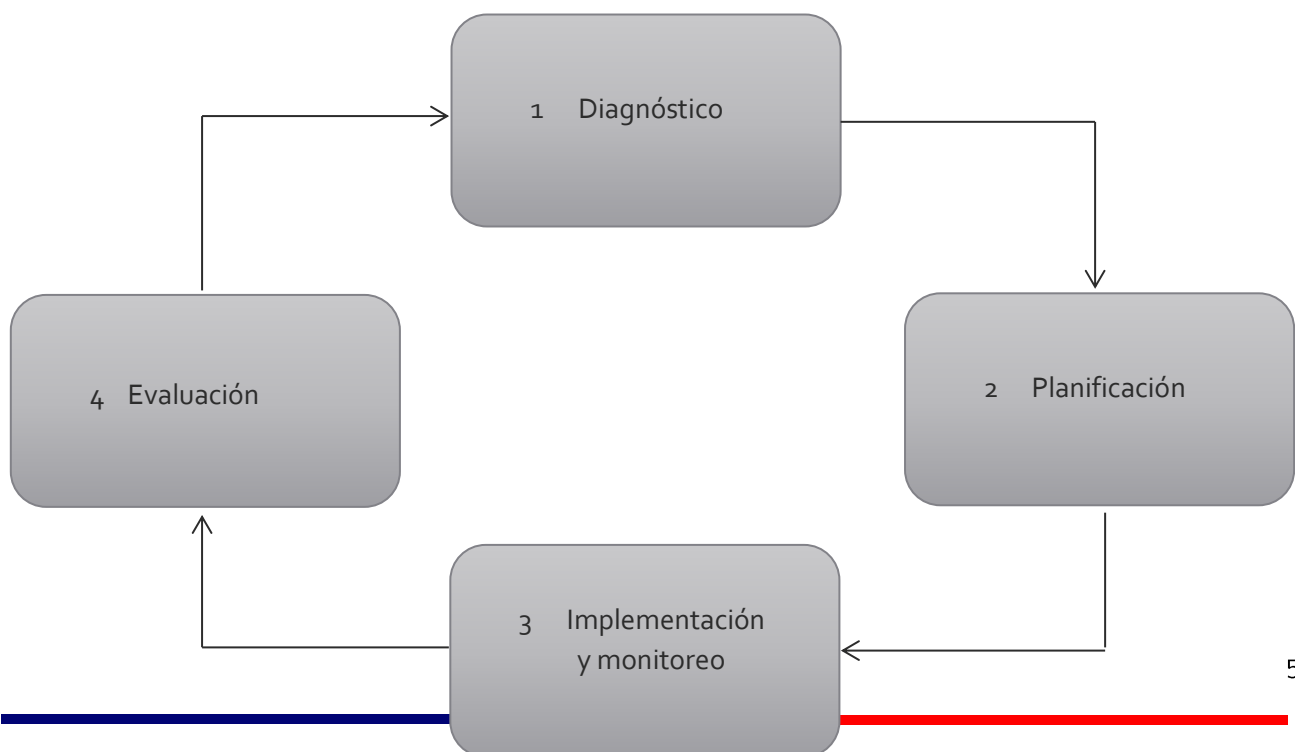 1 Diagnóstico
2 Planificación
4 Evaluación
3 Implementación
y monitoreo
5